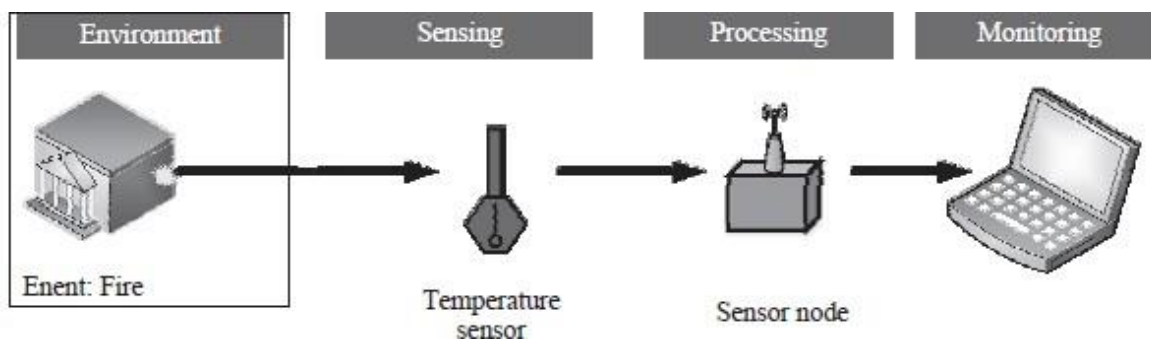 Environment
Sensing
Processing
Monitoring
Enent: Fire
Temperature
sensor
Sensor node